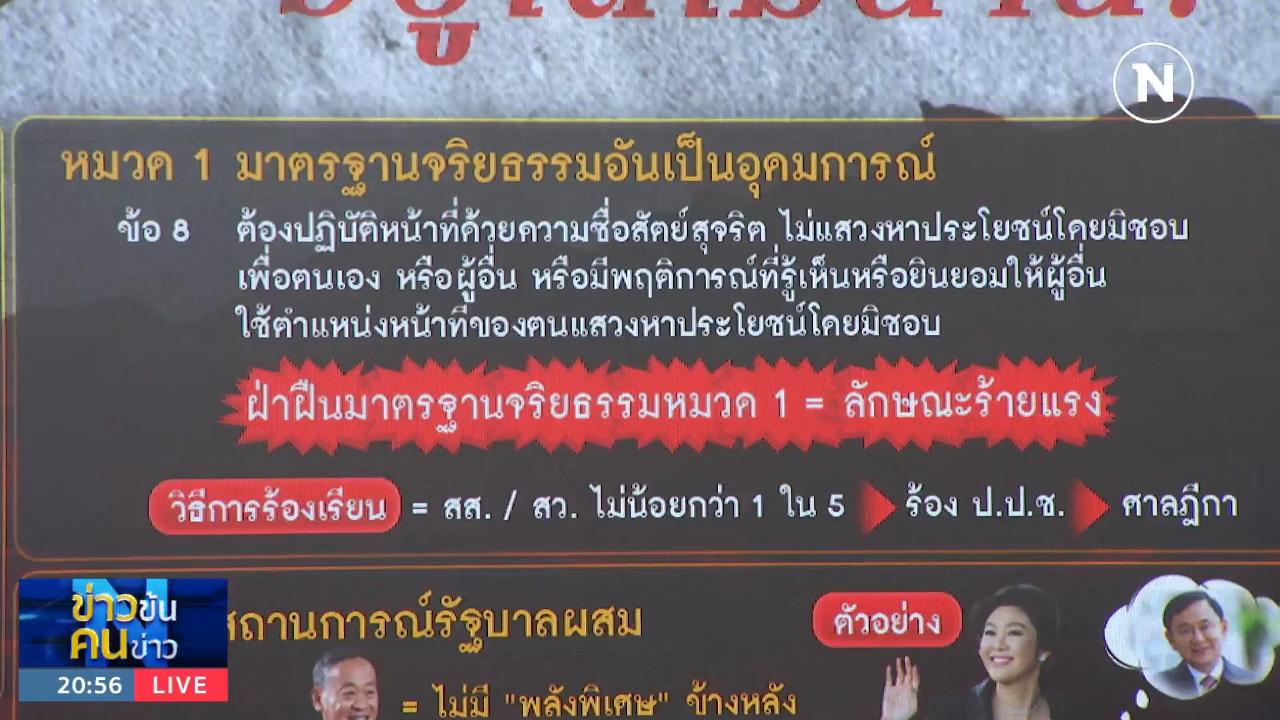 N
หมวด 1 มาตรฐานจริยธรรมอันเป็นอุดมการณ์
ข้อ 8 ต้องปฏิบัติหน้าที่ด้วยความซื่อสัตย์สุจริต ไม่แสวงหาประโยชน์โดยมิชอบ
เพื่อตนเอง หรือผู้อื่น หรือมีพฤติการณ์ที่รู้เห็นหรือยินยอมให้ผู้อื่น
ใช้ตำแหน่งหน้าที่ของตนแสวงหาประโยชน์โดยมิชอบ
ฝ่าฝืนมาตรฐานจริยธรรมหมวด 1 = ลักษณะร้ายแรง
วิธีการร้องเรียน = สส. / สว. ไม่น้อยกว่า 1 ใน 5 ร้อง ป.ป.ช. ศาลฎีกา
สถานการณ์รัฐบาลผสม
ตัวอย่าง
= ไม่มี "พลังพิเศษ" ข้างหลัง
ข่าวข้น
คนข่าว
20:56 LIVE